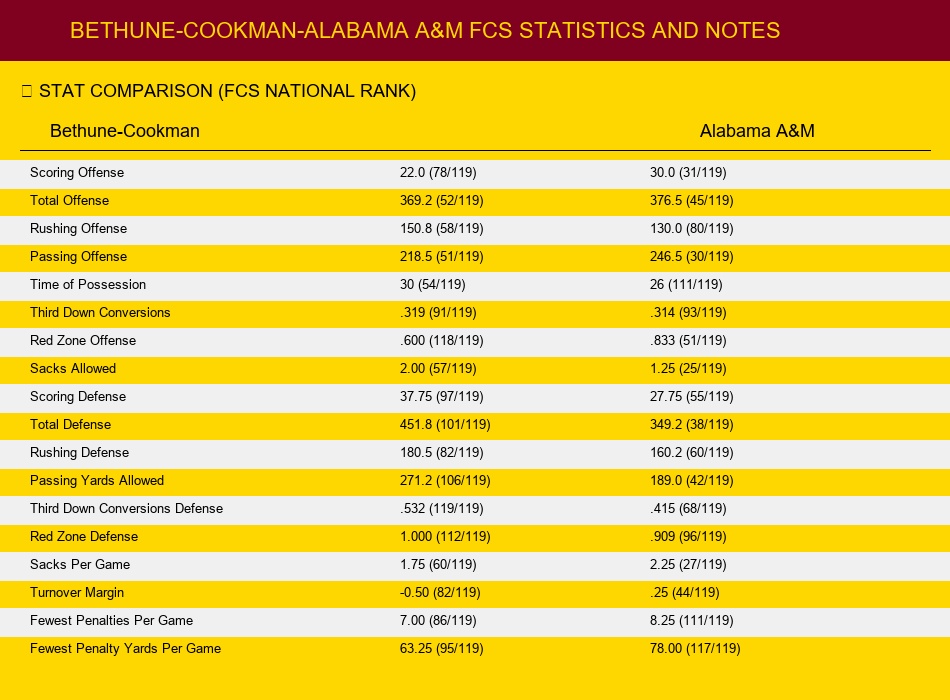 BETHUNE-COOKMAN-ALABAMA A&M FCS STATISTICS AND NOTES
STAT COMPARISON (FCS NATIONAL RANK)
Bethune-Cookman Alabama A&M
Scoring Offense 22.0 (78/119) 30.0 (31/119)
Total Offense 369.2 (52/119) 376.5 (45/119)
Rushing Offense 150.8 (58/119) 130.0 (80/119)
Passing Offense 218.5 (51/119) 246.5 (30/119)
Time of Possession 30 (54/119) 26 (111/119)
Third Down Conversions .319 (91/119) .314 (93/119)
Red Zone Offense .600 (118/119) .833 (51/119)
Sacks Allowed 2.00 (57/119) 1.25 (25/119)
Scoring Defense 37.75 (97/119) 27.75 (55/119)
Total Defense 451.8 (101/119) 349.2 (38/119)
Rushing Defense 180.5 (82/119) 160.2 (60/119)
Passing Yards Allowed 271.2 (106/119) 189.0 (42/119)
Third Down Conversions Defense .532 (119/119) .415 (68/119)
Red Zone Defense 1.000 (112/119) .909 (96/119)
Sacks Per Game 1.75 (60/119) 2.25 (27/119)
Turnover Margin -0.50 (82/119) .25 (44/119)
Fewest Penalties Per Game 7.00 (86/119) 8.25 (111/119)
Fewest Penalty Yards Per Game 63.25 (95/119) 78.00 (117/119)